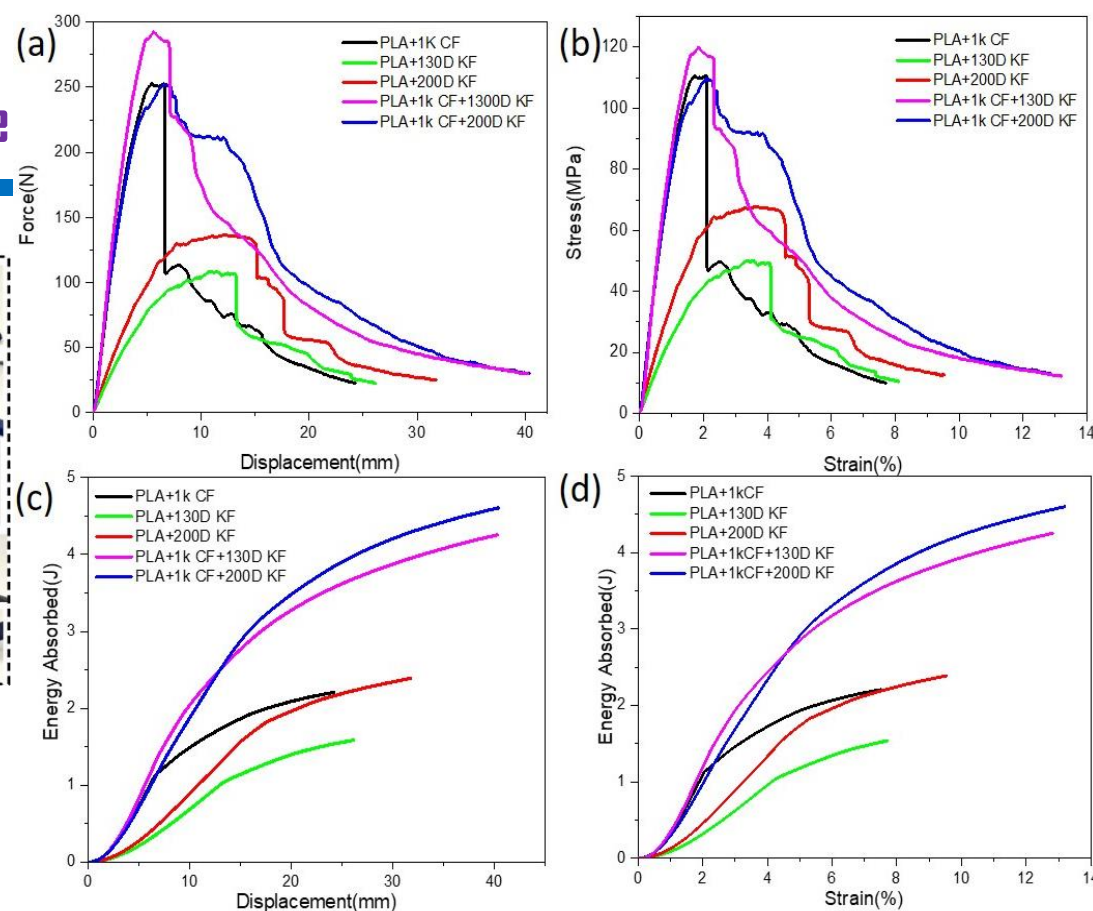 e
(a)
300
250
200
150
100
50
0
Force(N)
PLA+1K CF
PLA+130D KF
PLA+200D KF
PLA+1k CF+1300D KF
PLA+1k CF+200D KF
0 10 20 30 40
Displacement(mm)
(b)
120
100
80
60
40
20
0
Stress(MPa)
PLA+1k CF
PLA+130D KF
PLA+200D KF
PLA+1k CF+130D KF
PLA+1k CF+200D KF
0 2 4 6 8 10 12 14
Strain(%)
(c)
5
4
3
2
1
0
Energy Absorbed(J)
PLA+1k CF
PLA+130D KF
PLA+200D KF
PLA+1k CF+130D KF
PLA+1k CF+200D KF
0 10 20 30 40
Displacement(mm)
(d)
5
4
3
2
1
0
Energy Absorbed(J)
PLA+1kCF
PLA+130D KF
PLA+200D KF
PLA+1kCF+130D KF
PLA+1kCF+200D KF
0 2 4 6 8 10 12 14
Strain(%)